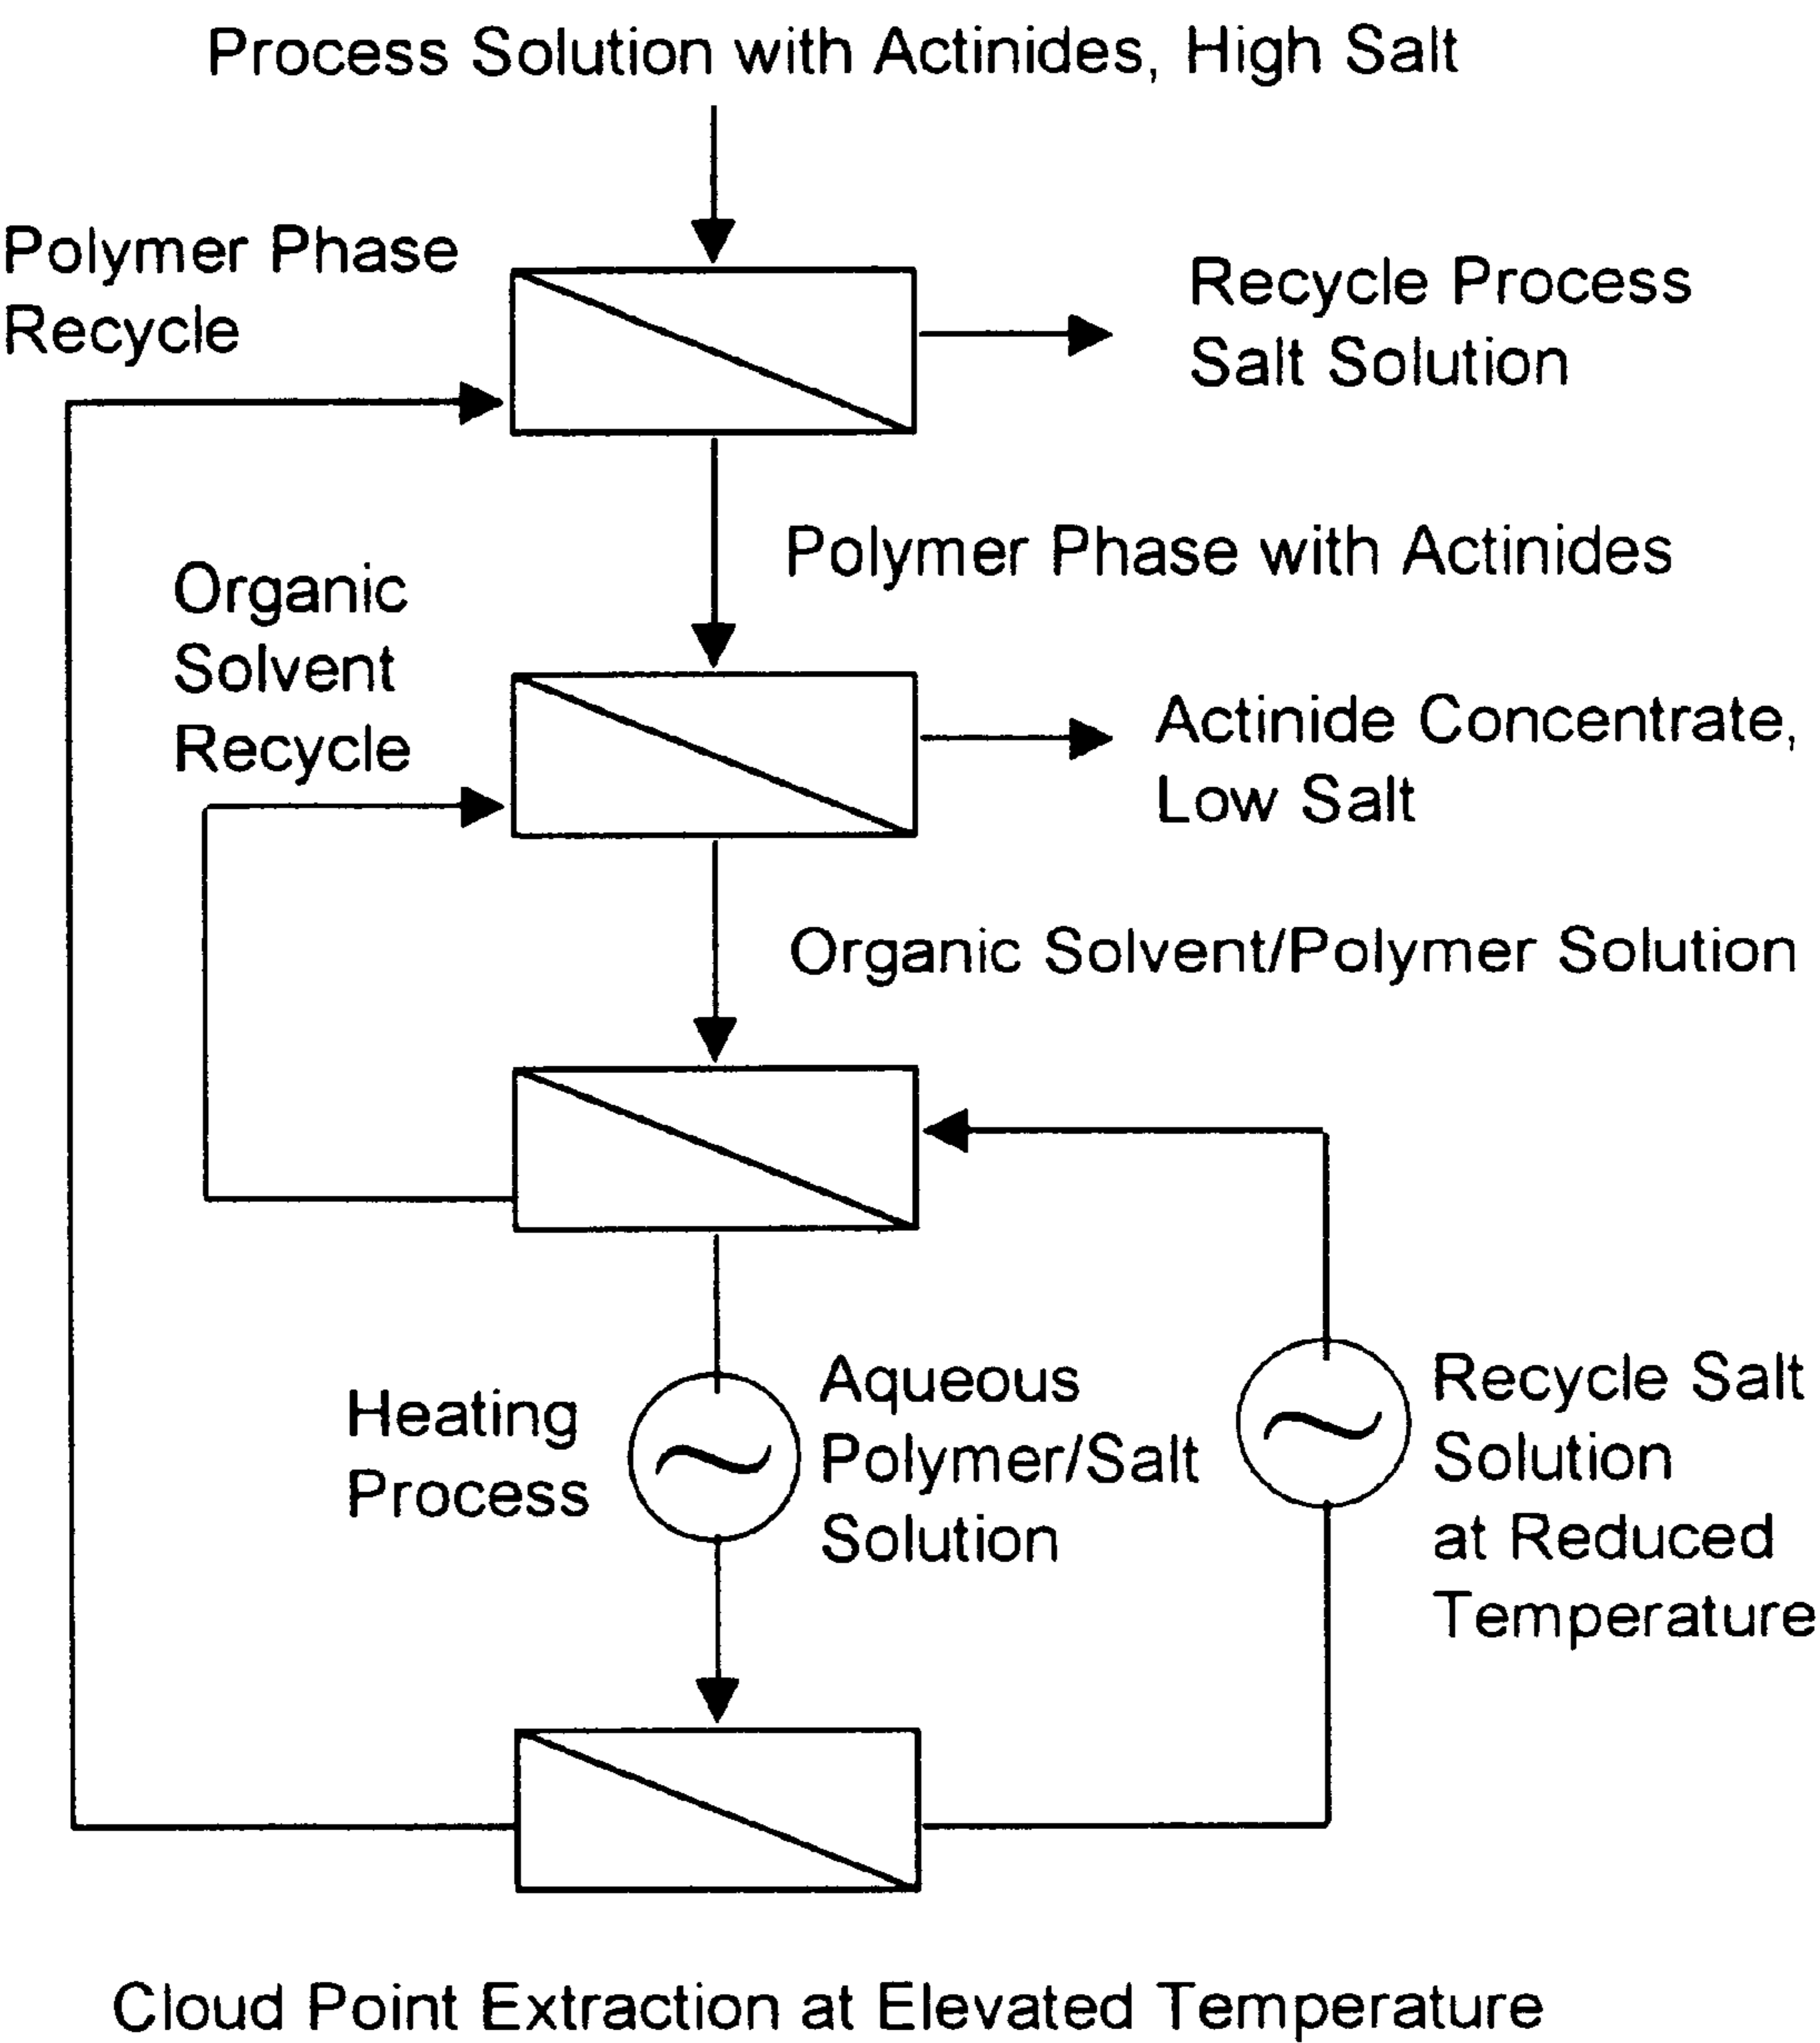 Process Solution with Actinides, High Salt
Polymer Phase
Recycle
Recycle Process
Salt Solution
Polymer Phase with Actinides
Organic
Solvent
Recycle
Actinide Concentrate,
Low Salt
Organic Solvent/Polymer Solution
Heating
Process
Aqueous
Polymer/Salt
Solution
Recycle Salt
Solution
at Reduced
Temperature
Cloud Point Extraction at Elevated Temperature